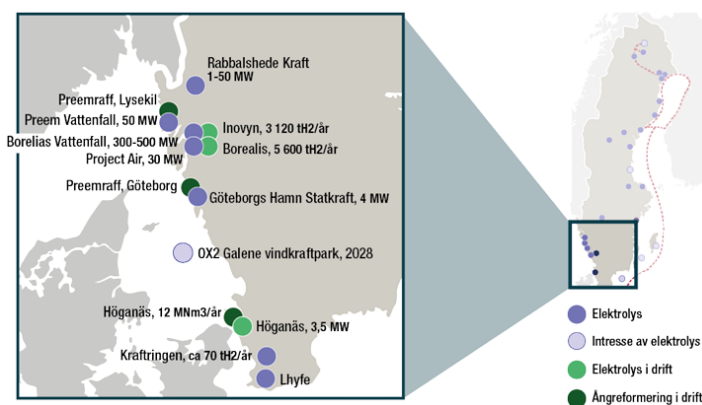 Rabbalshede Kraft
1-50 MW
Preemraff, Lysekil
Preem Vattenfall, 50 MW
Inovyn, 3 120 tH2/år
Borelias Vattenfall, 300-500 MW
Borealis, 5 600 tH2/år
Project Air, 30 MW
Preemraff, Göteborg
Göteborgs Hamn Statkraft, 4 MW
OX2 Galene vindkraftpark, 2028
Höganäs, 12 MNm3/år
Höganäs, 3,5 MW
Kraftringen, ca 70 tH2/år
Lhyfe
Elektrolys
Intresse av elektrolys
Elektrolys i drift
Ångreformering i drift